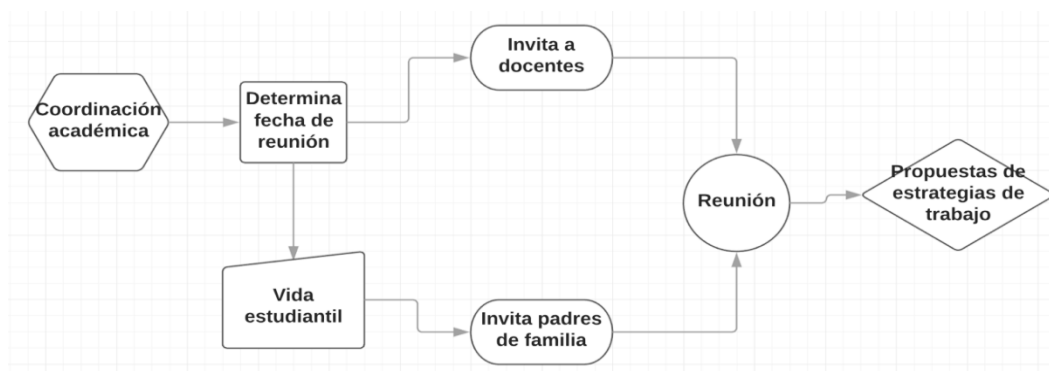 Coordinación
académica
Determina
fecha de
reunión
Invita a
docentes
Vida
estudiantil
Invita padres
de familia
Reunión
Propuestas de
estrategias de
trabajo